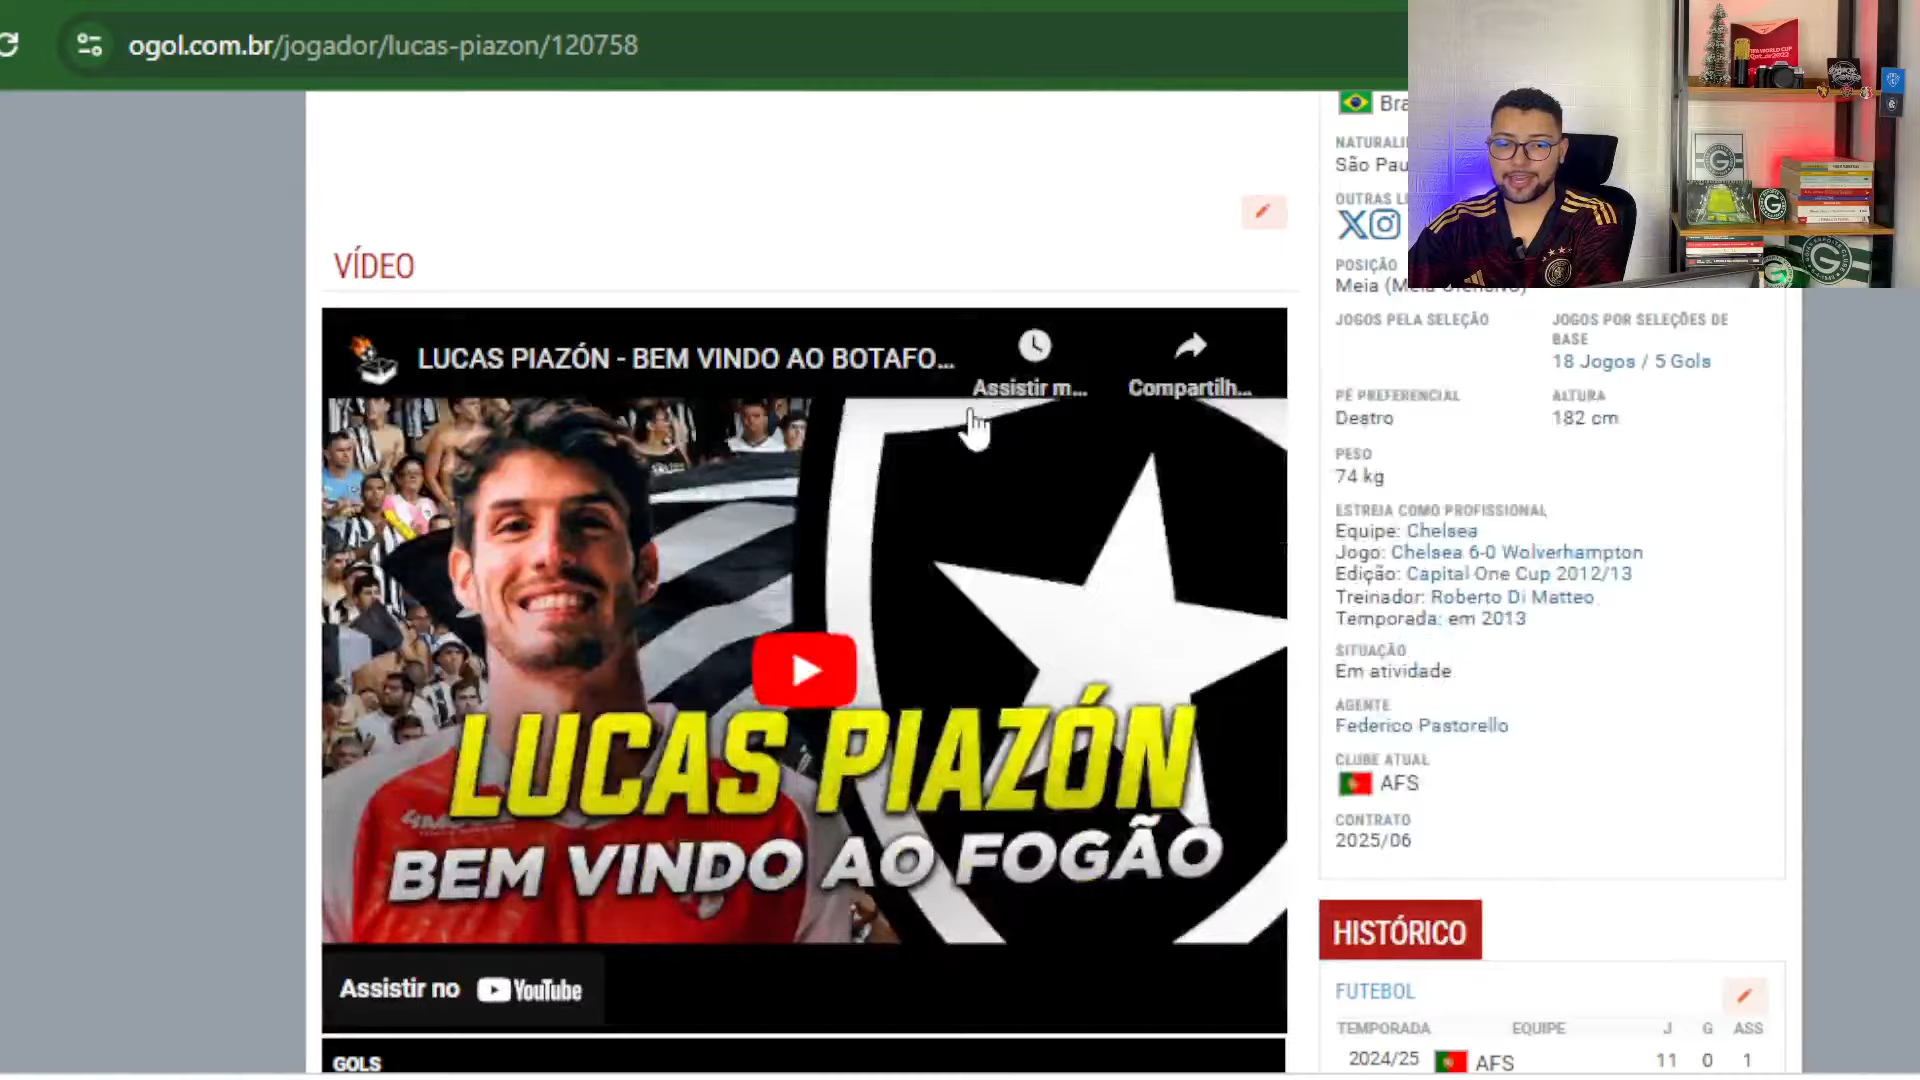 ogol.com.br/jogador/lucas-piazon/120758
VÍDEO
LUCAS PIAZÓN - BEM VINDO AO BOTAFO...
Assistir m...
Compartilh...
LUCAS PIAZÓN
BEM VINDO AO FOGÃO
Assistir no YouTube
GOLS
Bra
NATURALI
São Pau
OUTRAS L
POSIÇÃO
Meia (Meia Ofensivo)
JOGOS PELA SELEÇÃO
JOGOS POR SELEÇÕES DE BASE
18 Jogos / 5 Gols
PÉ PREFERENCIAL
Destro
ALTURA
182 cm
PESO
74 kg
ESTREIA COMO PROFISSIONAL
Equipe: Chelsea
Jogo: Chelsea 6-0 Wolverhampton
Edição: Capital One Cup 2012/13
Treinador: Roberto Di Matteo
Temporada: em 2013
SITUAÇÃO
Em atividade
AGENTE
Federico Pastorello
CLUBE ATUAL
AFS
CONTRATO
2025/06
HISTÓRICO
FUTEBOL
TEMPORADA EQUIPE J G ASS
2024/25 AFS 11 0 1